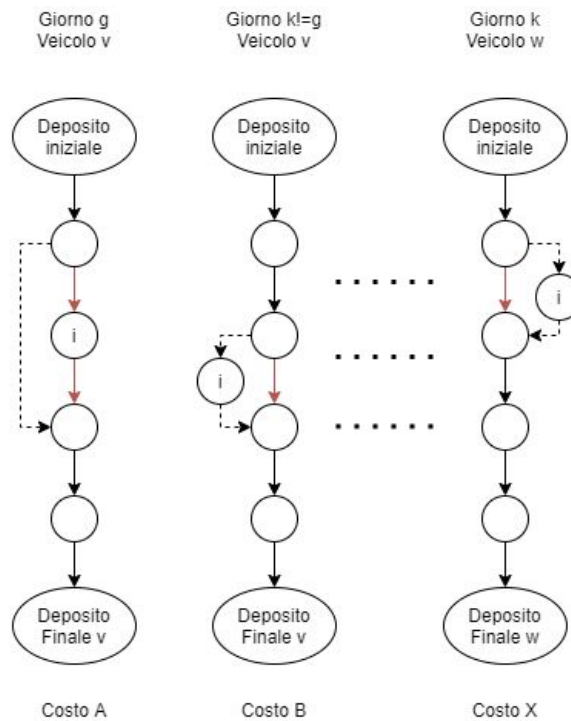 Giorno g
Veicolo v
Giorno k!=g
Veicolo v
Giorno k
Veicolo w
Deposito
iniziale
Deposito
iniziale
Deposito
iniziale
i
i
i
Deposito
Finale v
Deposito
Finale v
Deposito
Finale w
Costo A
Costo B
Costo X